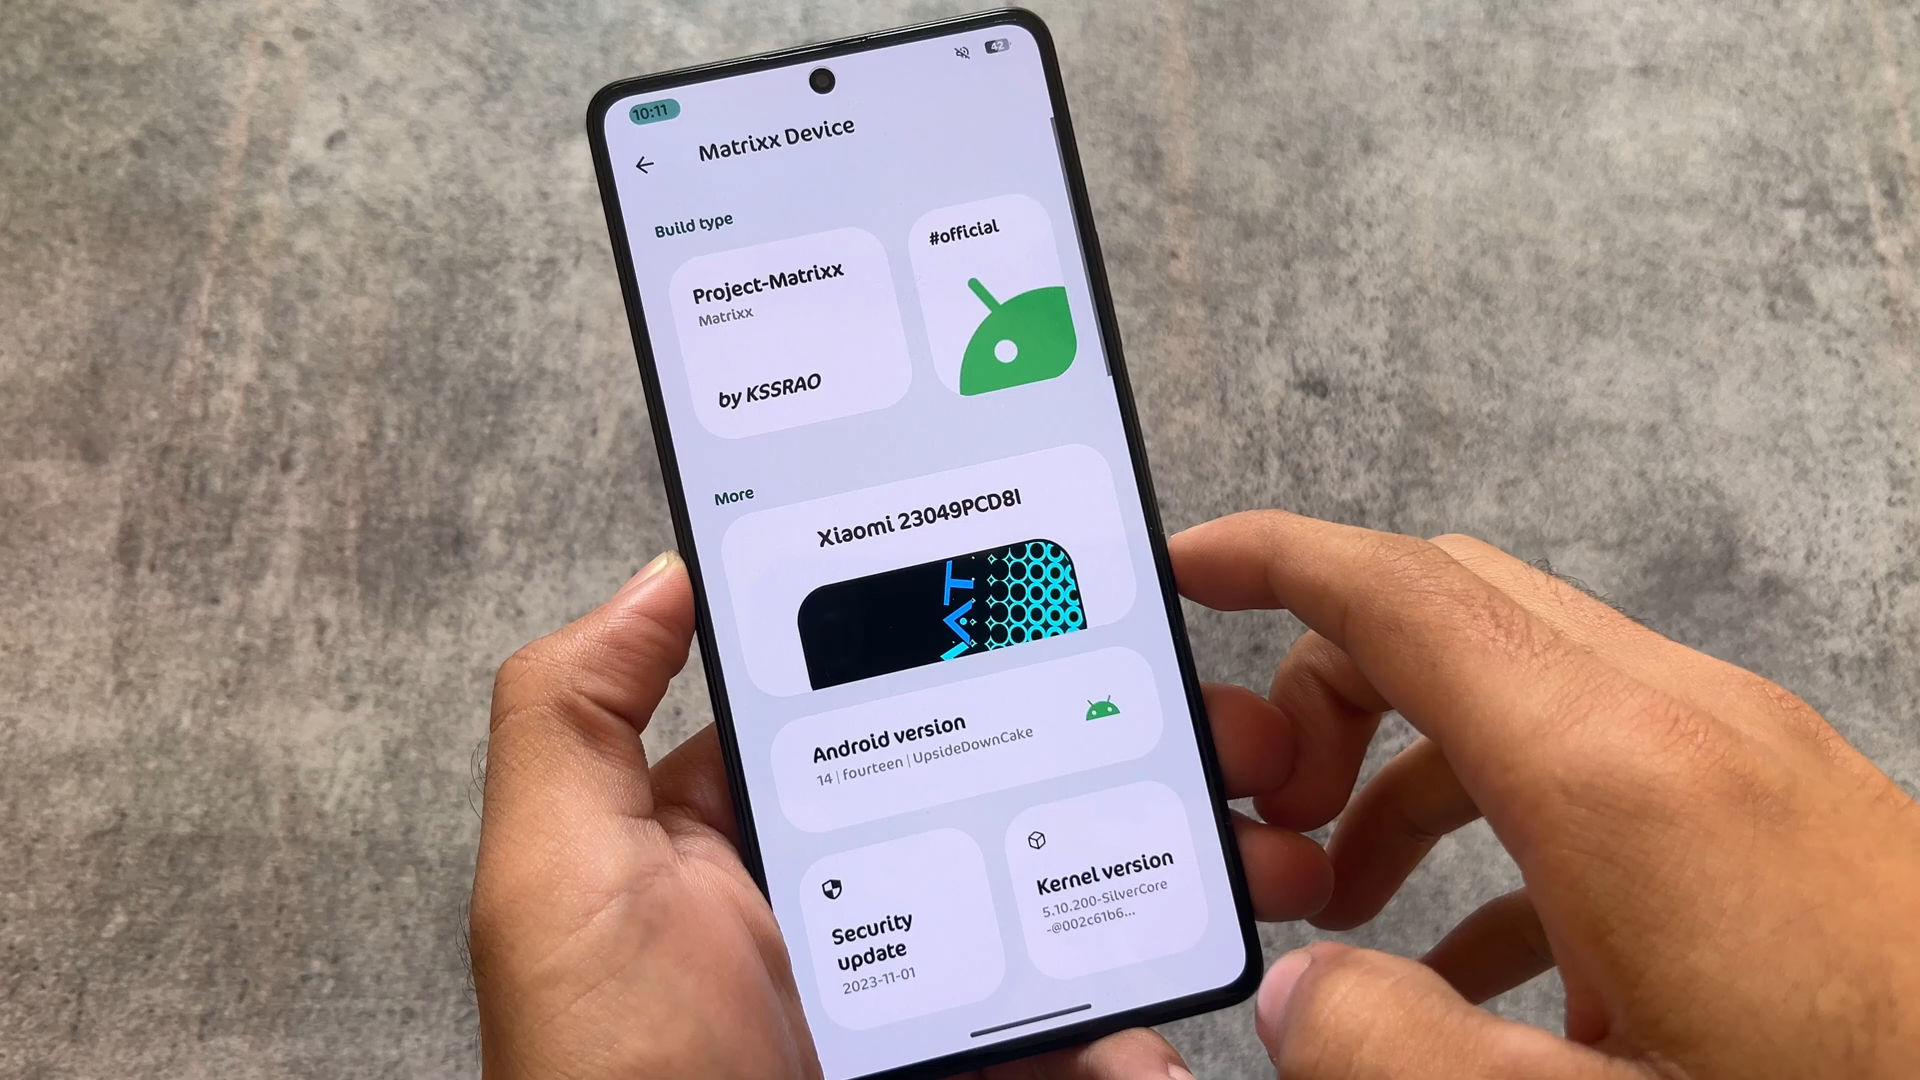 10:11
42
Matrixx Device
Build type
Project-Matrixx
Matrixx
by KSSRAO
#official
More
Xiaomi 23049PCD8I
Android version
14 | fourteen | UpsideDownCake
Security
update
2023-11-01
Kernel version
5.10.200-SilverCore
-@002c61b6...